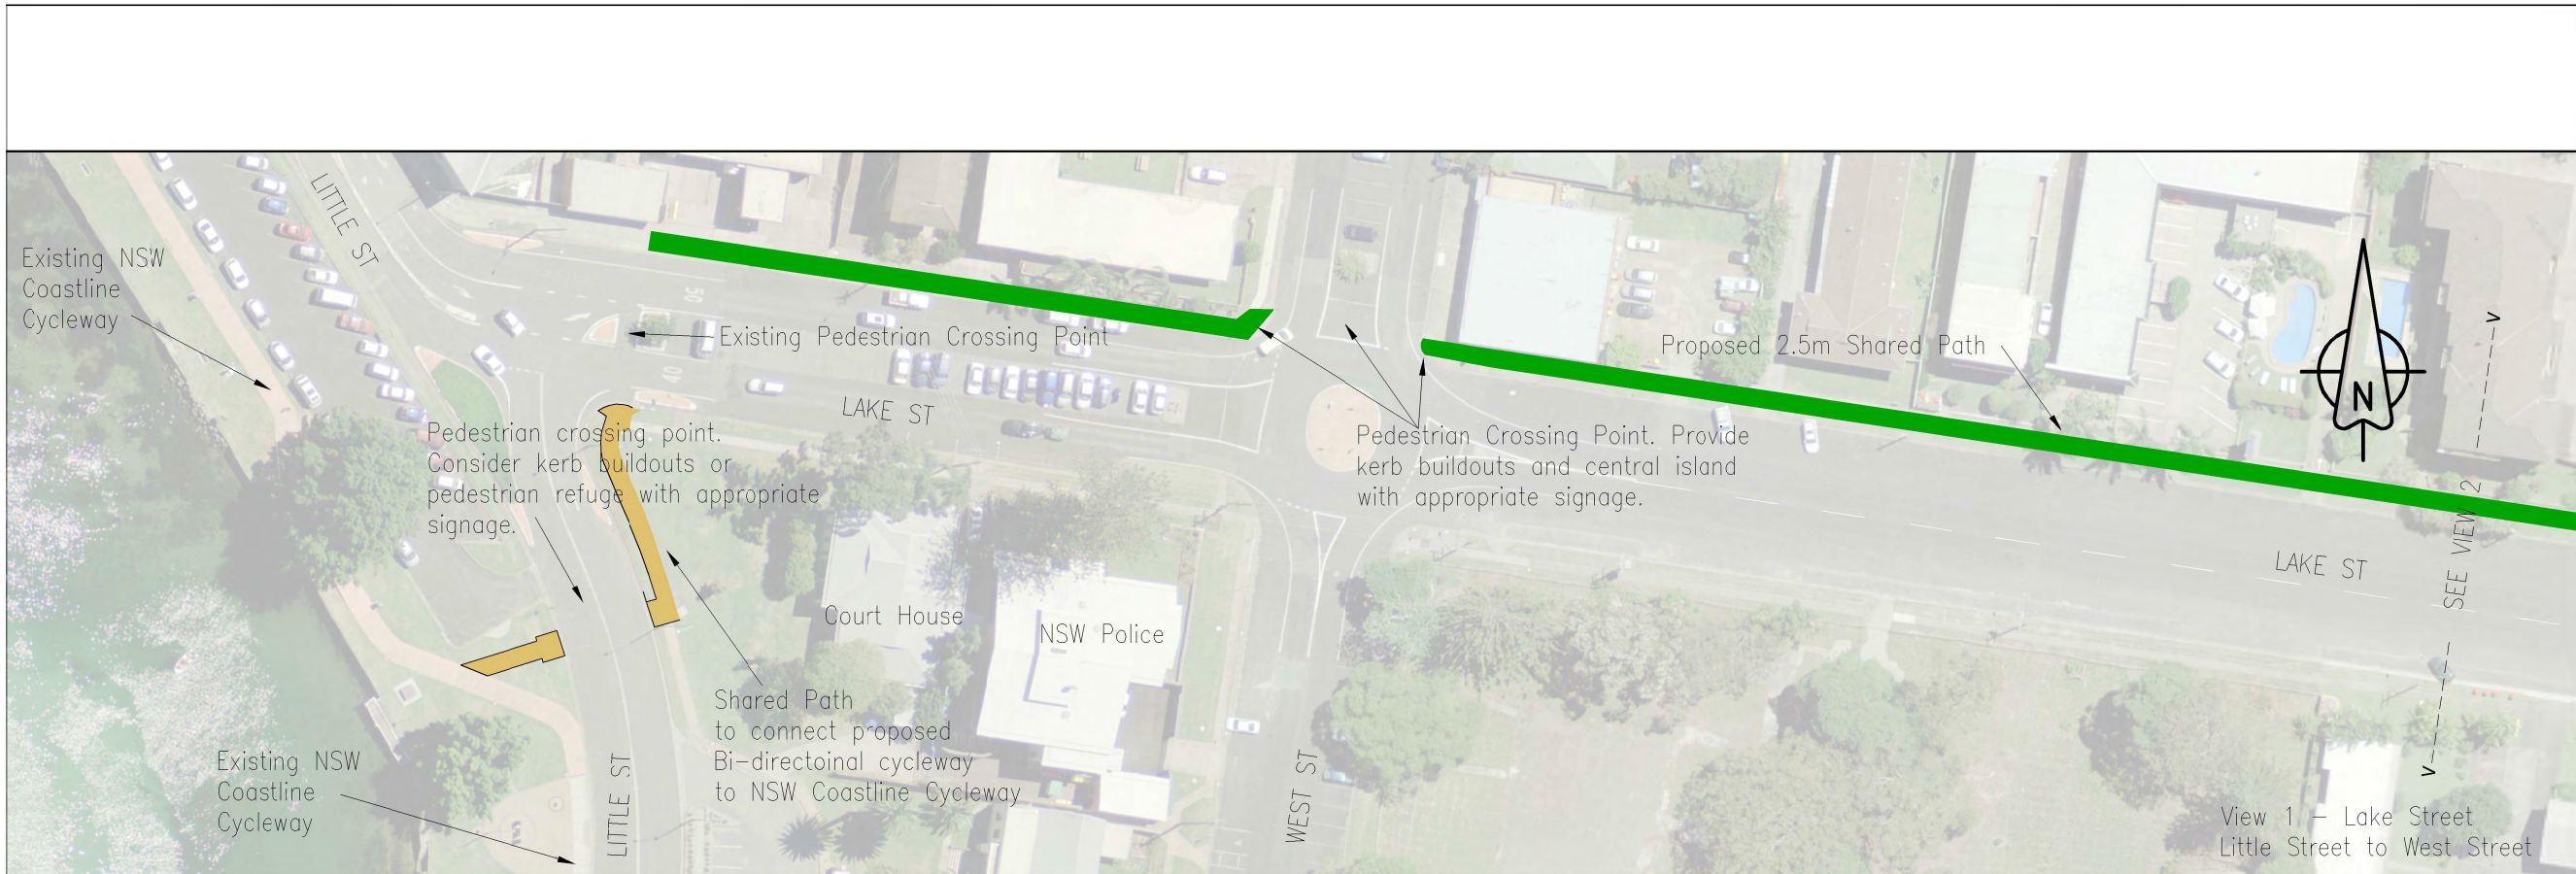 LITTLE ST
Existing NSW
Coastline
Cycleway
50
Existing Pedestrian Crossing Point
40
LAKE ST
Pedestrian crossing point.
Consider kerb buildouts or
pedestrian refuge with appropriate
signage.
Proposed 2.5m Shared Path
Pedestrian Crossing Point. Provide
kerb buildouts and central island
with appropriate signage.
N
v
SEE VIEW 2
v
LAKE ST
Court House
NSW Police
Shared Path
to connect proposed
Bi-directoinal cycleway
to NSW Coastline Cycleway
Existing NSW
Coastline
Cycleway
LITTLE ST
WEST ST
View 1 - Lake Street
Little Street to West Street